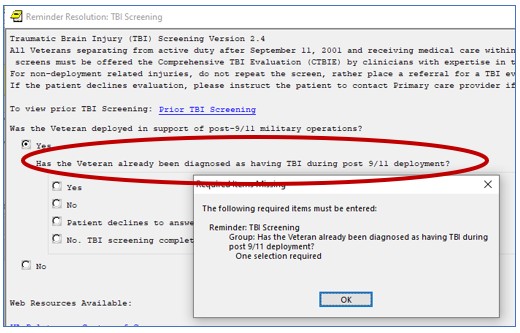 Reminder Resolution: TBI Screening
Traumatic Brain Injury (TBI) Screening Version 2.4
All Veterans separating from active duty after September 11, 2001 and receiving medical care within
screens must be offered the Comprehensive TBI Evaluation (CTBIE) by clinicians with expertise in t
For non-deployment related injuries, do not repeat the screen, rather place a referral for a TBI ev
If the patient declines evaluation, please instruct the patient to contact Primary care provider if
To view prior TBI Screening: Prior TBI Screening
Was the Veteran deployed in support of post-9/11 military operations?
Yes
Has the Veteran already been diagnosed as having TBI during post 9/11 deployment?
Yes
No
Patient declines to answe
No. TBI screening complet
No
Web Resources Available:
Required Items Missing
The following required items must be entered:
Reminder: TBI Screening
Group: Has the Veteran already been diagnosed as having TBI during
post 9/11 deployment?
One selection required
OK